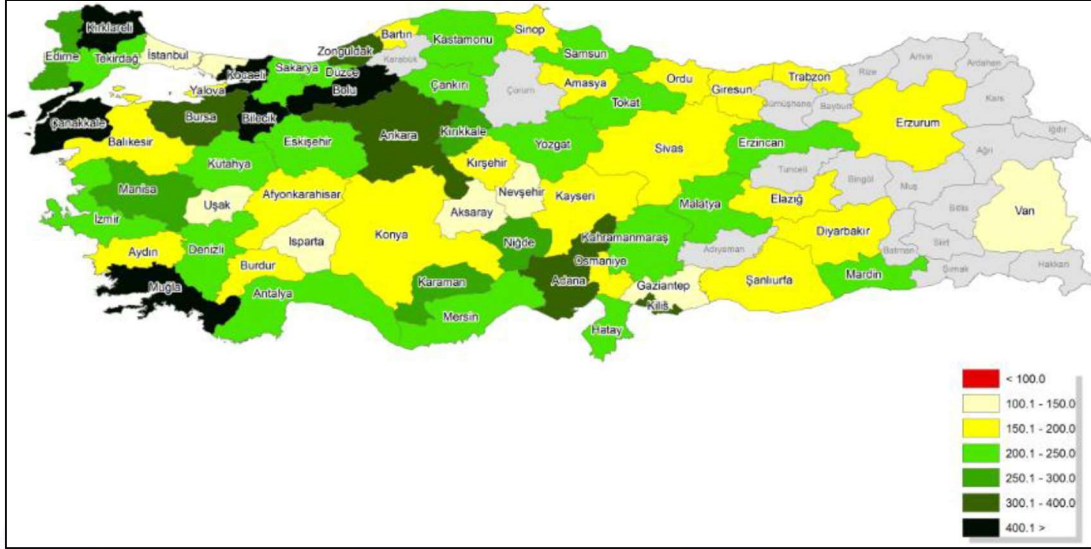 Kırklareli
Edirne
Tekirdağ
İstanbul
Kocaeli
Yalova
Sakarya
Düzce
Bolu
Zonguldak
Bartın
Karabük
Kastamonu
Sinop
Samsun
Çankırı
Çorum
Amasya
Ordu
Giresun
Trabzon
Rize
Artvin
Ardahan
Kars
Gümüşhane
Bayburt
Tokat
Çanakkale
Balıkesir
Bursa
Bilecik
Eskişehir
Ankara
Kırıkkale
Yozgat
Sivas
Erzincan
Erzurum
Iğdır
Ağrı
Kütahya
Kırşehir
Manisa
Uşak
Afyonkarahisar
Nevşehir
Aksaray
Kayseri
Malatya
Tunceli
Elazığ
Bingöl
Muş
Bitlis
Van
İzmir
Aydın
Denizli
Isparta
Burdur
Konya
Niğde
Kahramanmaraş
Osmaniye
Adıyaman
Diyarbakır
Batman
Siirt
Şırnak
Hakkari
Mardin
Muğla
Antalya
Karaman
Mersin
Adana
Gaziantep
Kilis
Şanlıurfa
Hatay
< 100.0
100.1 - 150.0
150.1 - 200.0
200.1 - 250.0
250.1 - 300.0
300.1 - 400.0
400.1 >